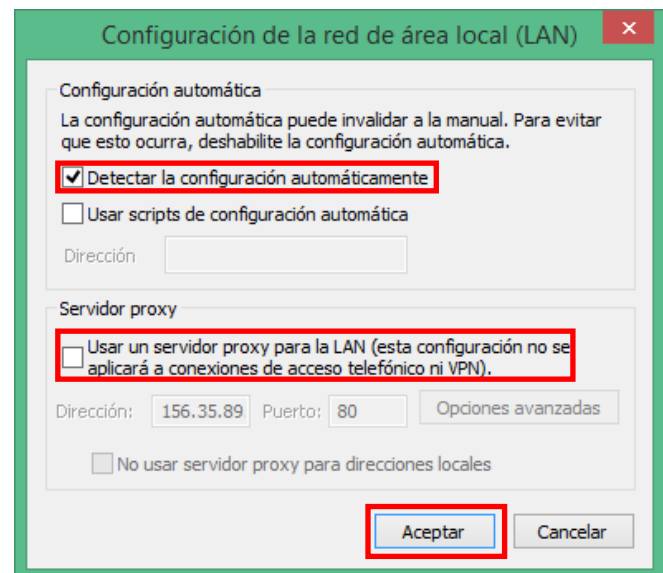 Configuración de la red de área local (LAN)
Configuración automática
La configuración automática puede invalidar a la manual. Para evitar
que esto ocurra, deshabilite la configuración automática.
Detectar la configuración automáticamente
Usar scripts de configuración automática
Dirección
Servidor proxy
Usar un servidor proxy para la LAN (esta configuración no se
aplicará a conexiones de acceso telefónico ni VPN).
Dirección: 156.35.89 Puerto: 80 Opciones avanzadas
No usar servidor proxy para direcciones locales
Aceptar Cancelar